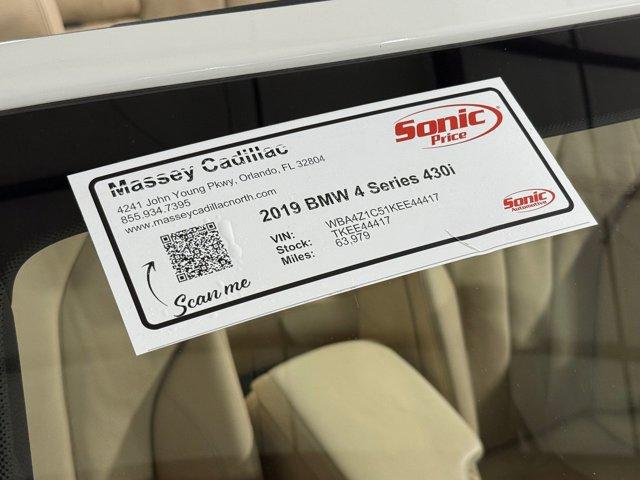 Massey Cadillac
4241 John Young Pkwy, Orlando, FL 32804
855.934.7395
www.masseycadillacnorth.com
Sonic
Price
2019 BMW 4 Series 430i
VIN: WBA4Z1C51KEE44417
Stock: TKEE44417
Miles: 63,979
Scan me
Sonic
Automotive